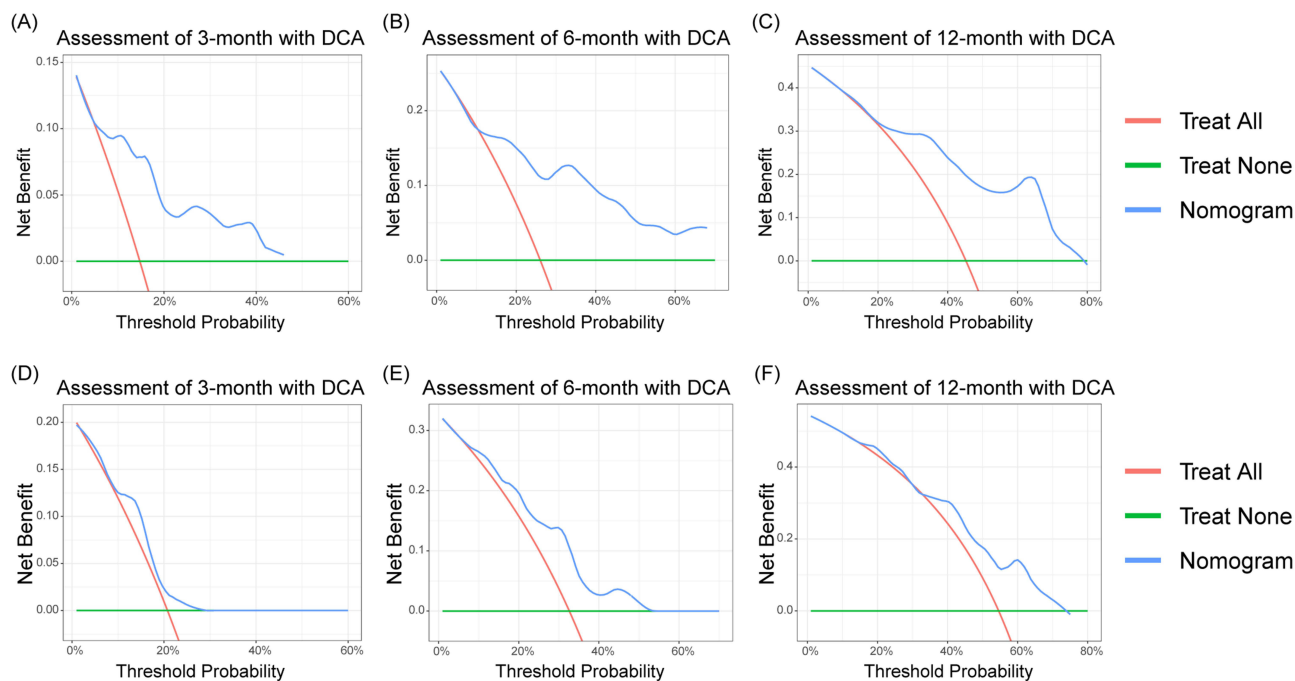 (A)
Assessment of 3-month with DCA
0.15
0.10
0.05
0.00
Net Benefit
0%
20%
40%
60%
Threshold Probability
(B)
Assessment of 6-month with DCA
0.2
0.1
0.0
Net Benefit
0%
20%
40%
60%
Threshold Probability
(C)
Assessment of 12-month with DCA
0.4
0.3
0.2
0.1
0.0
Net Benefit
0%
20%
40%
60%
80%
Threshold Probability
Treat All
Treat None
Nomogram
(D)
Assessment of 3-month with DCA
0.20
0.15
0.10
0.05
0.00
Net Benefit
0%
20%
40%
60%
Threshold Probability
(E)
Assessment of 6-month with DCA
0.3
0.2
0.1
0.0
Net Benefit
0%
20%
40%
60%
Threshold Probability
(F)
Assessment of 12-month with DCA
0.4
0.2
0.0
Net Benefit
0%
20%
40%
60%
80%
Threshold Probability
Treat All
Treat None
Nomogram